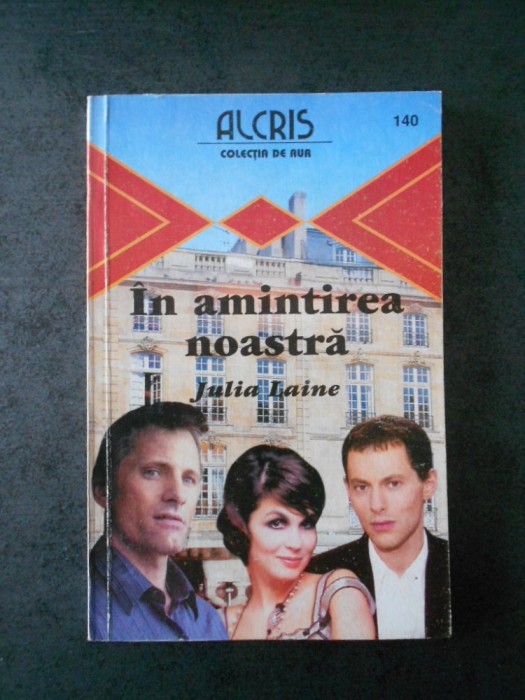 ALCRIS
COLECȚIA DE AUR
140
În amintirea
noastră
Julia Laine